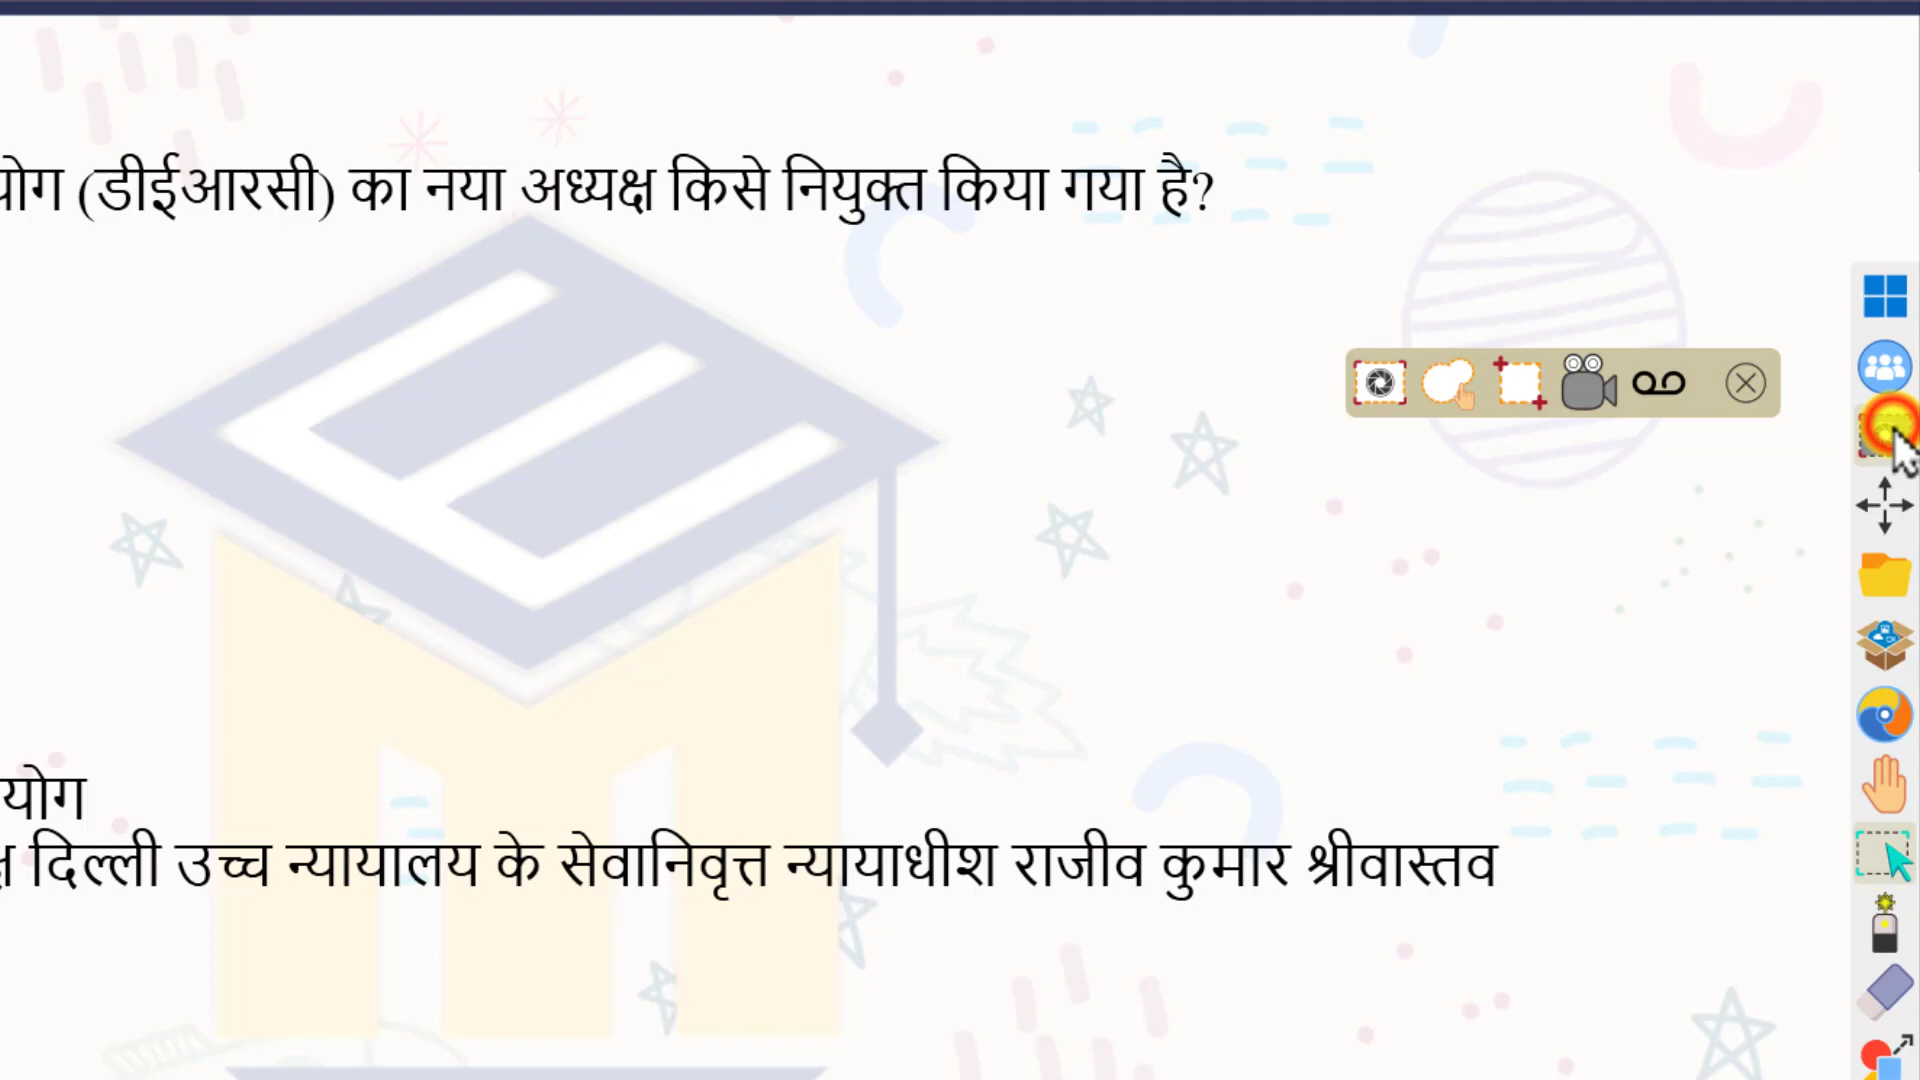 योग (डीईआरसी) का नया अध्यक्ष किसे नियुक्त किया गया है?
योग
दिल्ली उच्च न्यायालय के सेवानिवृत्त न्यायाधीश राजीव कुमार श्रीवास्तव